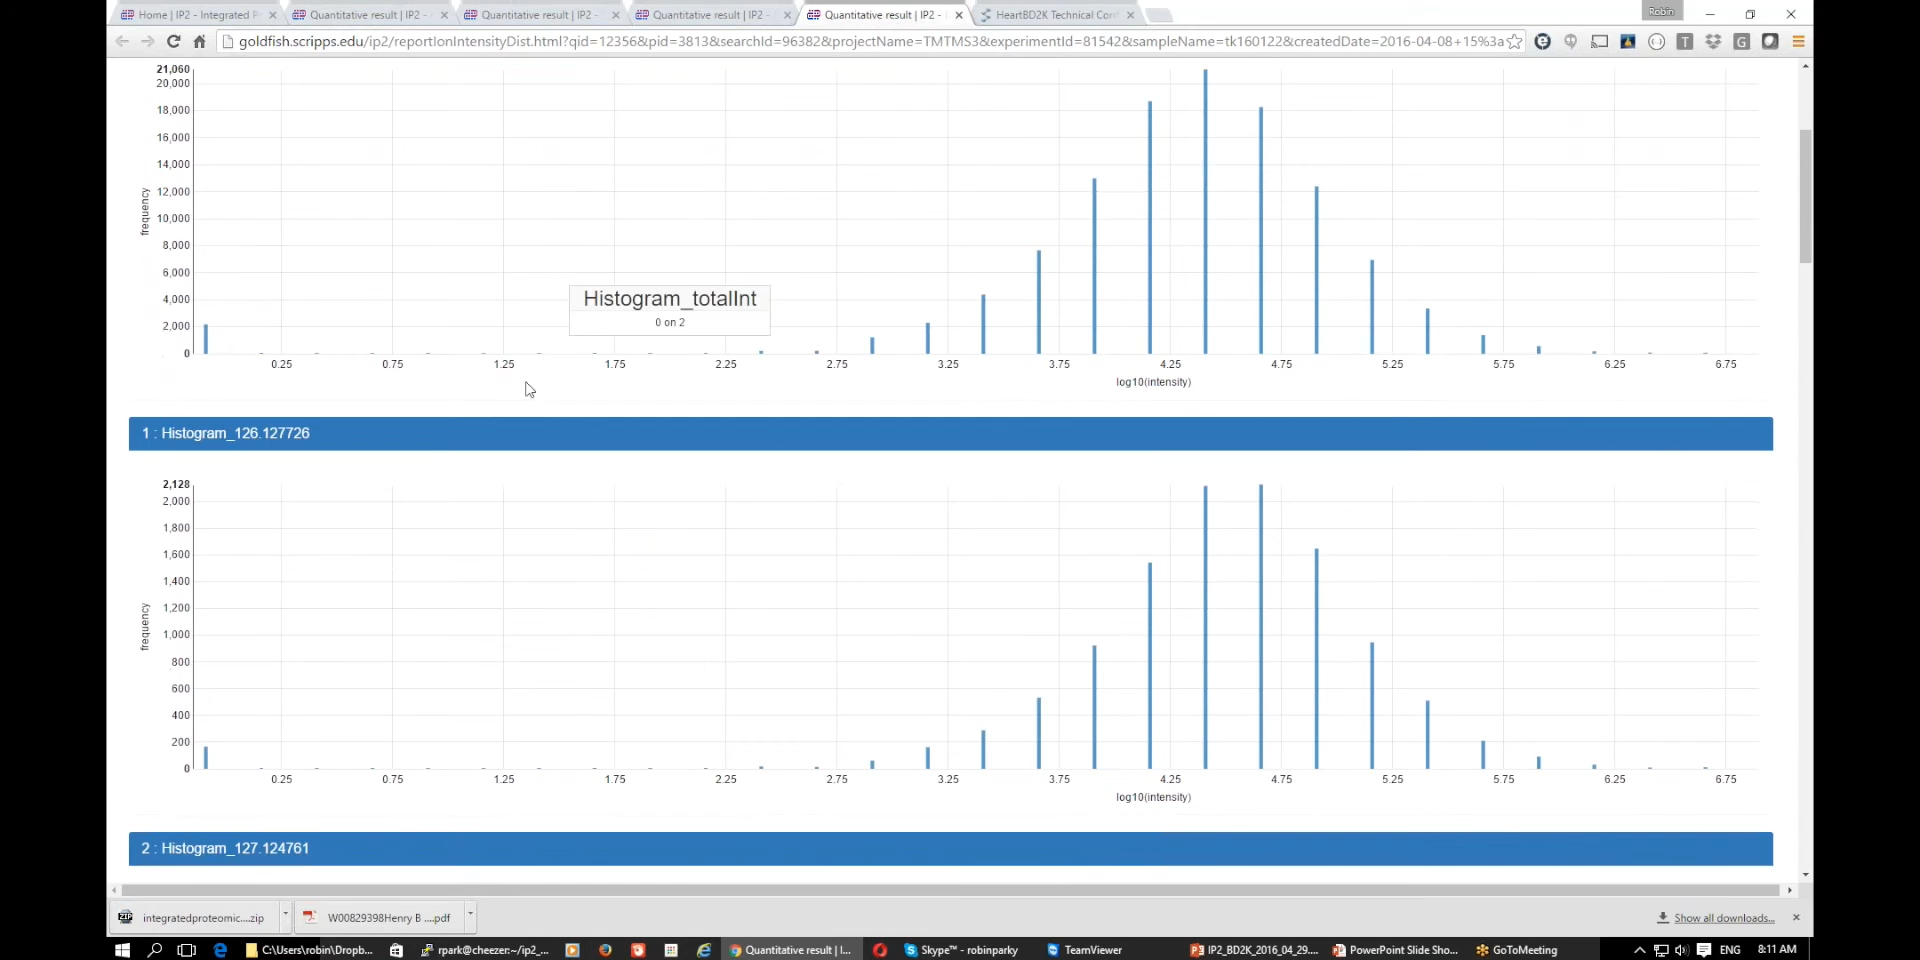 Home | IP2 - Integrated P
Quantitative result | IP2 -
Quantitative result | IP2 -
Quantitative result | IP2 -
Quantitative result | IP2 -
HeartBD2K Technical Con
Robin
goldfish.scripps.edu/ip2/reportIonIntensityDist.html?qid=12356&pid=3813&searchId=96382&projectName=TMTMS3&experimentId=81542&sampleName=tk160122&createdDate=2016-04-08+15%3a
21,060
20,000
18,000
16,000
14,000
12,000
10,000
8,000
6,000
4,000
2,000
0
frequency
Histogram_totalInt
0 on 2
0.25 0.75 1.25 1.75 2.25 2.75 3.25 3.75 4.25 4.75 5.25 5.75 6.25 6.75
log10(intensity)
1 : Histogram_126.127726
2,128
2,000
1,800
1,600
1,400
1,200
1,000
800
600
400
200
0
frequency
0.25 0.75 1.25 1.75 2.25 2.75 3.25 3.75 4.25 4.75 5.25 5.75 6.25 6.75
log10(intensity)
2 : Histogram_127.124761
integratedproteomic....zip
W00829398Henry B ....pdf
Show all downloads...
C:\Users\robin\Dropb...
rpark@cheezer:~/ip2_...
Quantitative result | I...
Skype™ - robinparky
TeamViewer
IP2_BD2K_2016_04_29....
PowerPoint Slide Sho...
GoToMeeting
ENG
8:11 AM